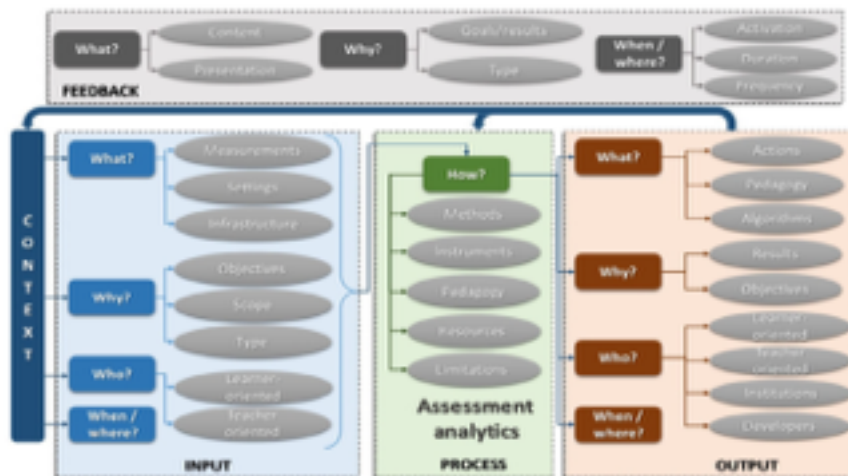 What?
Content
Presentation
Why?
Goals/results
Type
When /
where?
Activation
Duration
Frequency
FEEDBACK
CONTEXT
What?
Measurements
Settings
Infrastructure
Why?
Objectives
Scope
Type
Who?
Learner-
oriented
When /
where?
Teacher
oriented
INPUT
How?
Methods
Instruments
Pedagogy
Resources
Limitations
Assessment
analytics
PROCESS
What?
Actions
Pedagogy
Algorithms
Why?
Results
Objectives
Who?
Learner-
oriented
Teacher
oriented
Institutions
Developers
When /
where?
OUTPUT